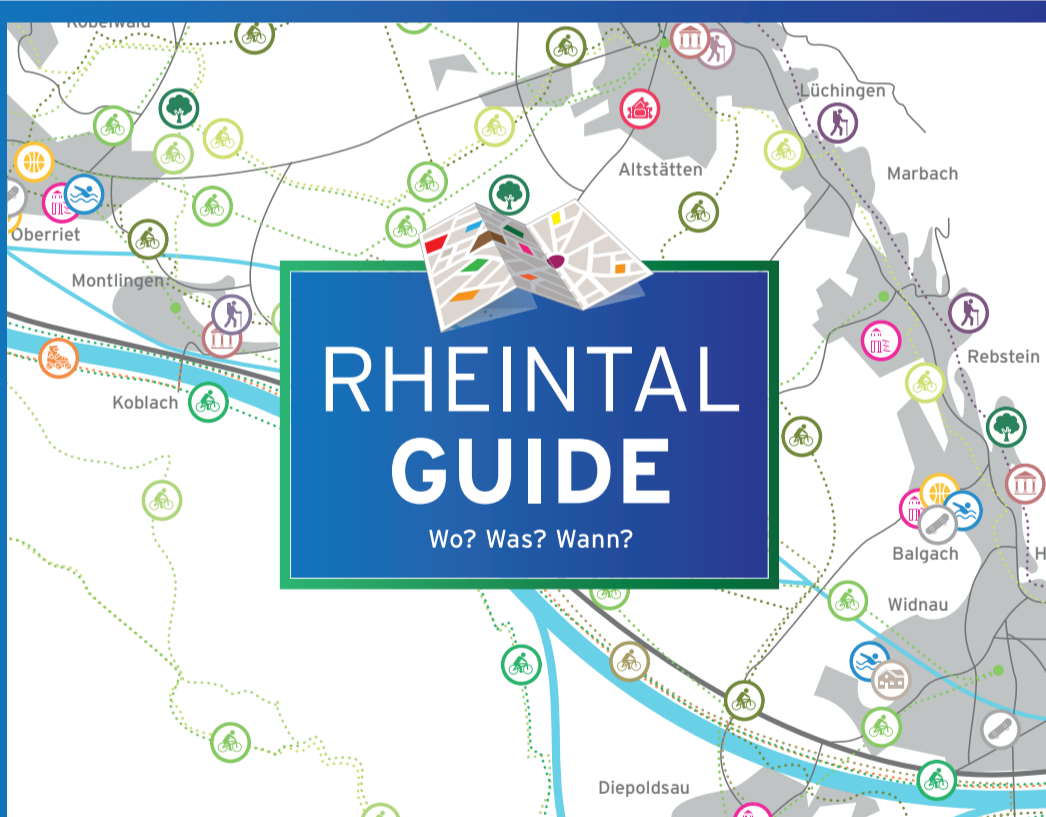 Kobelwald
Lüchingen
Altstätten
Marbach
Oberriet
Montlingen
RHEINTAL
GUIDE
Wo? Was? Wann?
Rebstein
Koblach
Balgach
H
Widnau
Diepoldsau